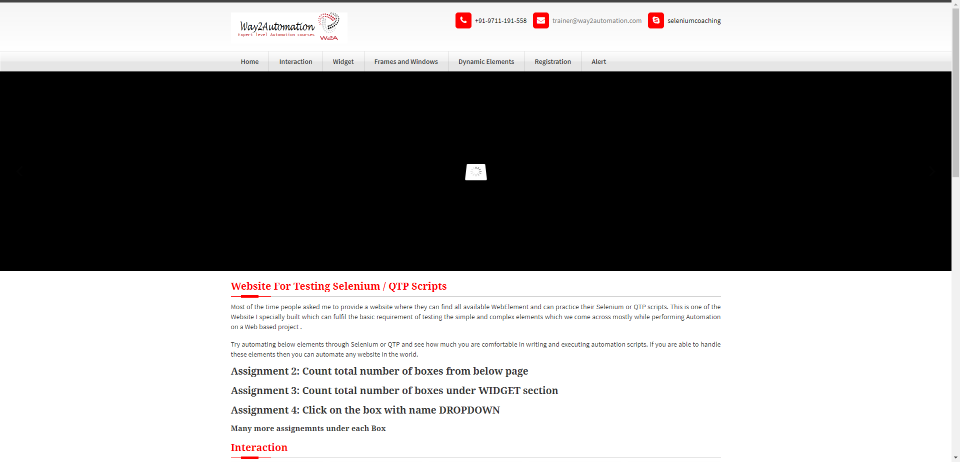 Way2Automation
Expert level Automation courses
W2A
+91-9711-191-558
trainer@way2automation.com
seleniumcoaching
Home Interaction Widget Frames and Windows Dynamic Elements Registration Alert
Website For Testing Selenium / QTP Scripts
Most of the time people asked me to provide a website where they can find all available WebElement and can practice their Selenium or QTP scripts. This is one of the
Website I specially built which can fulfil the basic requirement of testing the simple and complex elements which we come across mostly while performing Automation
on a Web based project .
Try automating below elements through Selenium or QTP and see how much you are comfortable in writing and executing automation scripts. If you are able to handle
these elements then you can automate any website in the world.
Assignment 2: Count total number of boxes from below page
Assignment 3: Count total number of boxes under WIDGET section
Assignment 4: Click on the box with name DROPDOWN
Many more assignemnts under each Box
Interaction